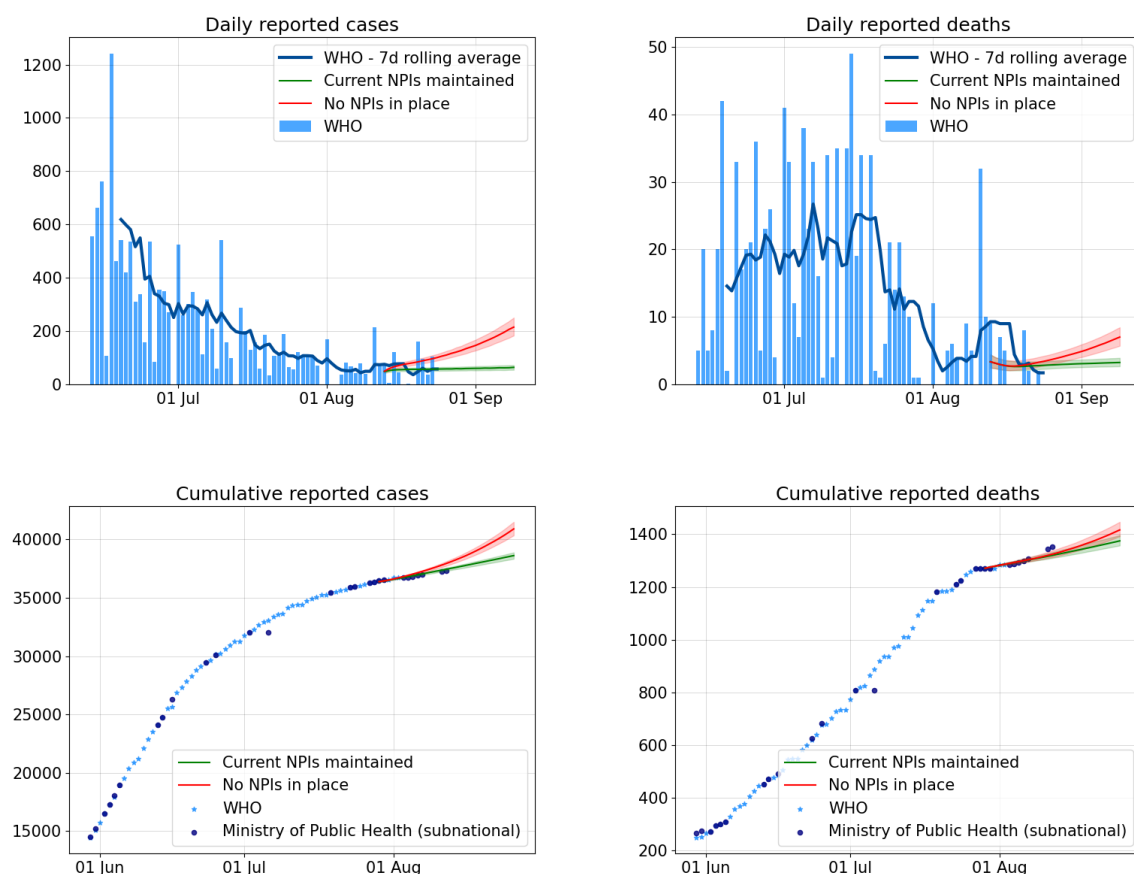 Daily reported cases
WHO - 7d rolling average
Current NPIs maintained
No NPIs in place
WHO
1200
1000
800
600
400
200
0
01 Jul
01 Aug
01 Sep
Daily reported deaths
WHO - 7d rolling average
Current NPIs maintained
No NPIs in place
WHO
50
40
30
20
10
0
01 Jul
01 Aug
01 Sep
Cumulative reported cases
40000
35000
30000
25000
20000
15000
Current NPIs maintained
No NPIs in place
WHO
Ministry of Public Health (subnational)
01 Jun
01 Jul
01 Aug
Cumulative reported deaths
1400
1200
1000
800
600
400
200
Current NPIs maintained
No NPIs in place
WHO
Ministry of Public Health (subnational)
01 Jun
01 Jul
01 Aug